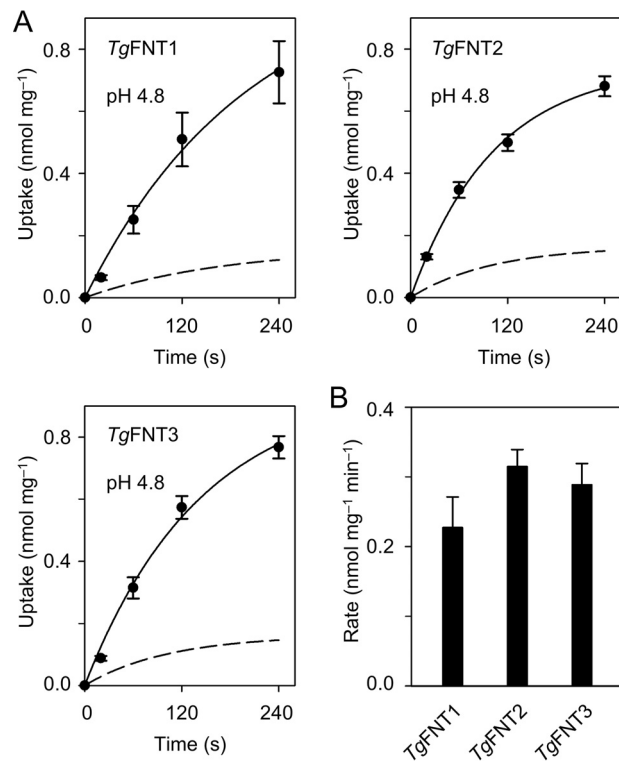 A
TgFNT1
pH 4.8
0.8
0.4
0.0
Uptake (nmol mg⁻¹)
0 120 240
Time (s)
TgFNT2
pH 4.8
0.8
0.4
0.0
Uptake (nmol mg⁻¹)
0 120 240
Time (s)
TgFNT3
pH 4.8
0.8
0.4
0.0
Uptake (nmol mg⁻¹)
0 120 240
Time (s)
B
0.4
0.2
0.0
Rate (nmol mg⁻¹ min⁻¹)
TgFNT1
TgFNT2
TgFNT3